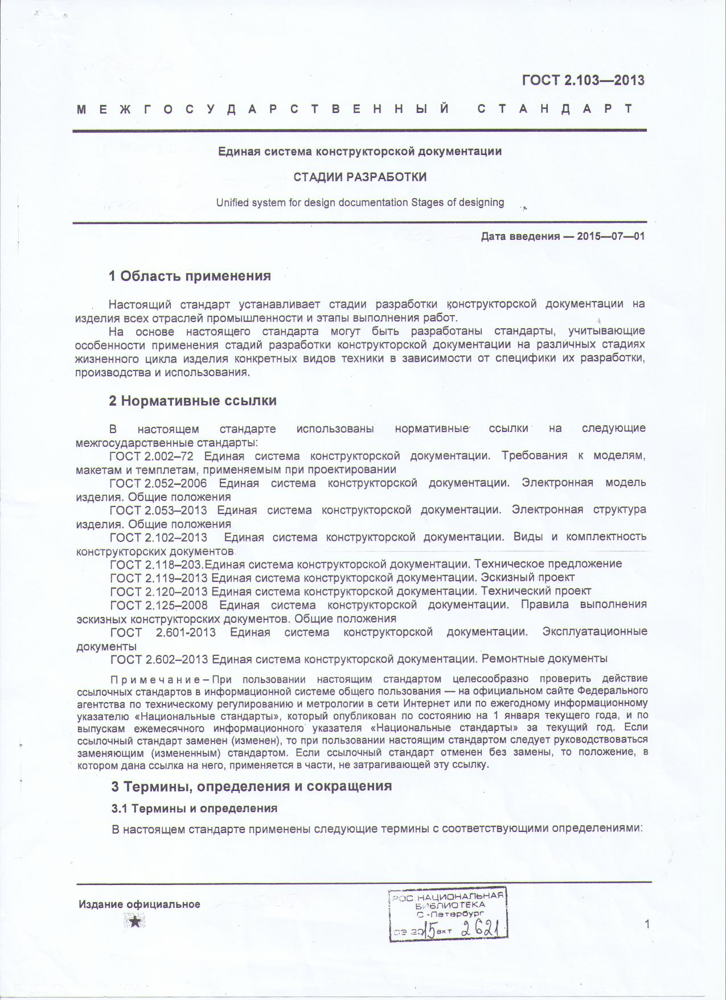 ГОСТ 2.103—2013
МЕЖГОСУДАРСТВЕННЫЙ СТАНДАРТ
Единая система конструкторской документации
СТАДИИ РАЗРАБОТКИ
Unified system for design documentation Stages of designing
Дата введения — 2015—07—01
1 Область применения
Настоящий стандарт устанавливает стадии разработки конструкторской документации на
изделия всех отраслей промышленности и этапы выполнения работ.
На основе настоящего стандарта могут быть разработаны стандарты, учитывающие
особенности применения стадий разработки конструкторской документации на различных стадиях
жизненного цикла изделия конкретных видов техники в зависимости от специфики их разработки,
производства и использования.
2 Нормативные ссылки
В настоящем стандарте использованы нормативные ссылки на следующие
межгосударственные стандарты:
ГОСТ 2.002–72 Единая система конструкторской документации. Требования к моделям,
макетам и темплетам, применяемым при проектировании
ГОСТ 2.052–2006 Единая система конструкторской документации. Электронная модель
изделия. Общие положения
ГОСТ 2.053–2013 Единая система конструкторской документации. Электронная структура
изделия. Общие положения
ГОСТ 2.102–2013 Единая система конструкторской документации. Виды и комплектность
конструкторских документов
ГОСТ 2.118–203.Единая система конструкторской документации. Техническое предложение
ГОСТ 2.119–2013 Единая система конструкторской документации. Эскизный проект
ГОСТ 2.120–2013 Единая система конструкторской документации. Технический проект
ГОСТ 2.125–2008 Единая система конструкторской документации. Правила выполнения
эскизных конструкторских документов. Общие положения
ГОСТ 2.601-2013 Единая система конструкторской документации. Эксплуатационные
документы
ГОСТ 2.602–2013 Единая система конструкторской документации. Ремонтные документы
Примечание – При пользовании настоящим стандартом целесообразно проверить действие
ссылочных стандартов в информационной системе общего пользования — на официальном сайте Федерального
агентства по техническому регулированию и метрологии в сети Интернет или по ежегодному информационному
указателю «Национальные стандарты», который опубликован по состоянию на 1 января текущего года, и по
выпускам ежемесячного информационного указателя «Национальные стандарты» за текущий год. Если
ссылочный стандарт заменен (изменен), то при пользовании настоящим стандартом следует руководствоваться
заменяющим (измененным) стандартом. Если ссылочный стандарт отменен без замены, то положение, в
котором дана ссылка на него, применяется в части, не затрагивающей эту ссылку.
3 Термины, определения и сокращения
3.1 Термины и определения
В настоящем стандарте применены следующие термины с соответствующими определениями:
Издание официальное
РОС НАЦИОНАЛЬНАЯ
БИБЛИОТЕКА
С -Петербург
ОЭ 2015 акт 2621
1